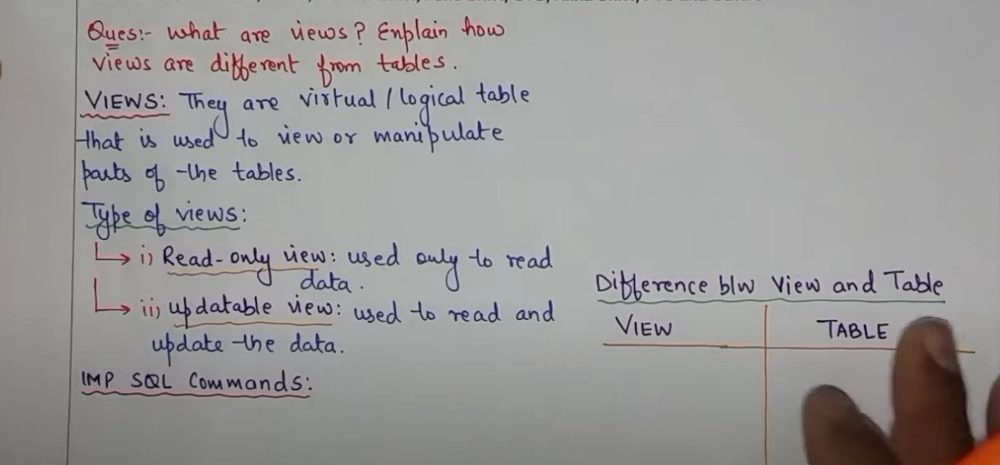 Ques:- What are views? Explain how
views are different from tables.
VIEWS: They are virtual / logical table
that is used to view or manipulate
parts of the tables.
Type of views:
i) Read-only view: used only to read
data.
ii) updatable view: used to read and
update the data.
IMP SQL Commands:
Difference b/w View and Table
VIEW TABLE